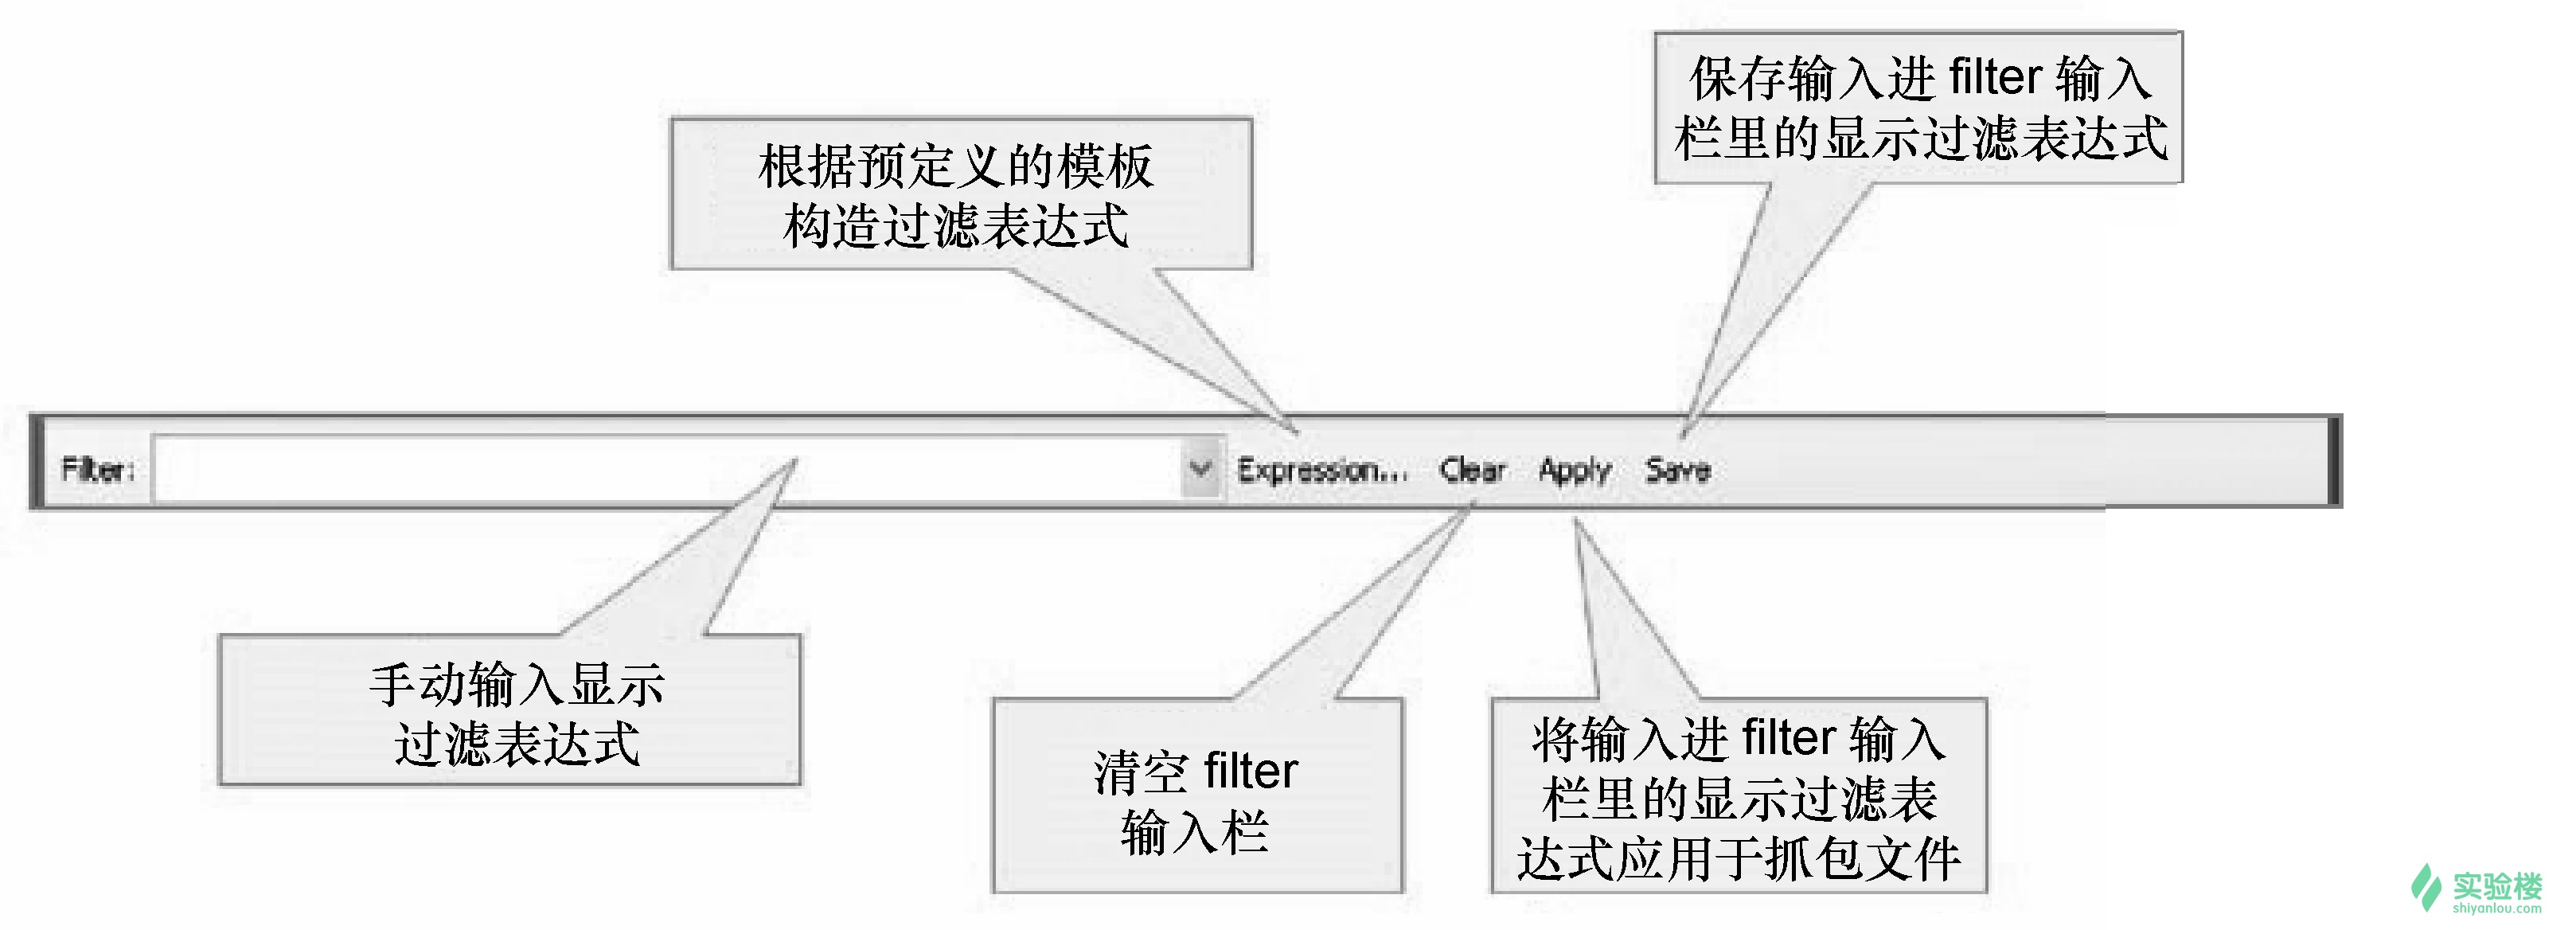 保存输入进 filter 输入
栏里的显示过滤表达式
根据预定义的模板
构造过滤表达式
Filter: Expression... Clear Apply Save
手动输入显示
过滤表达式
清空 filter
输入栏
将输入进 filter 输入
栏里的显示过滤表
达式应用于抓包文件
实验楼
shiyanlou.com